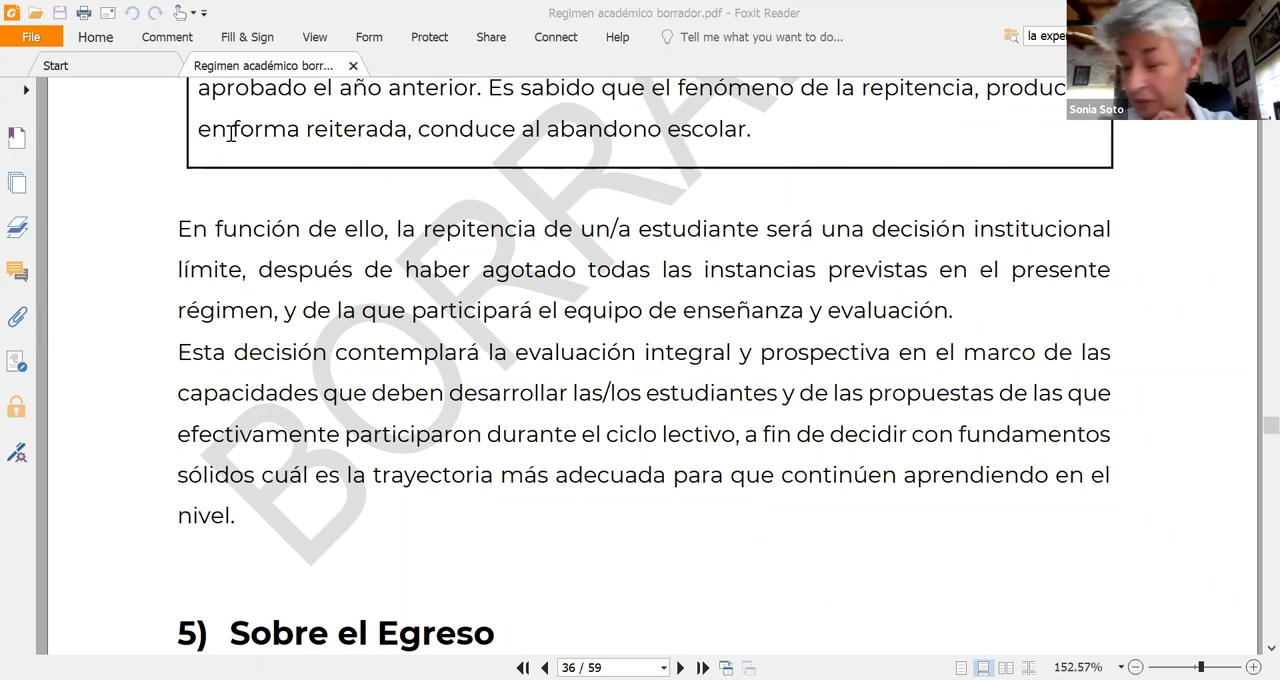 Regimen académico borrador.pdf - Foxit Reader
File Home Comment Fill & Sign View Form Protect Share Connect Help Tell me what you want to do... la exper
Start Regimen académico borr...
Sonia Soto
aprobado el año anterior. Es sabido que el fenómeno de la repitencia, produc
enforma reiterada, conduce al abandono escolar.
En función de ello, la repitencia de un/a estudiante será una decisión institucional
límite, después de haber agotado todas las instancias previstas en el presente
régimen, y de la que participará el equipo de enseñanza y evaluación.
Esta decisión contemplará la evaluación integral y prospectiva en el marco de las
capacidades que deben desarrollar las/los estudiantes y de las propuestas de las que
efectivamente participaron durante el ciclo lectivo, a fin de decidir con fundamentos
sólidos cuál es la trayectoria más adecuada para que continúen aprendiendo en el
nivel.
5) Sobre el Egreso
BORRA
36 / 59 152.57%